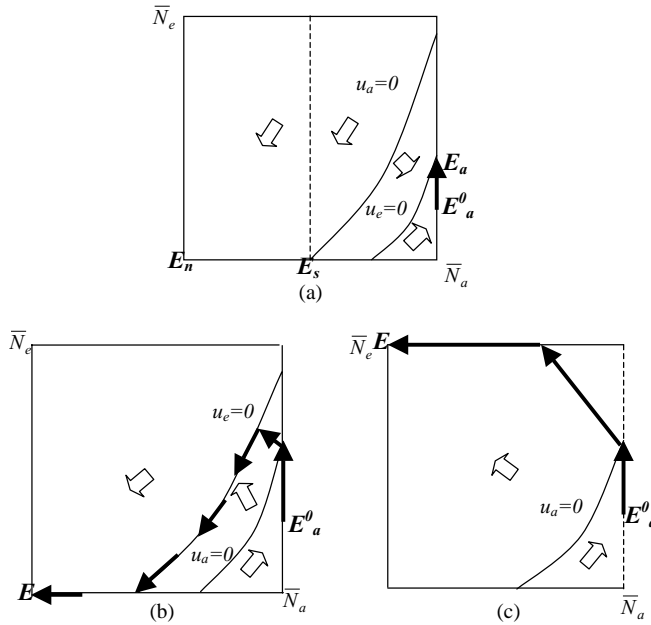 N̅ₑ
uₐ=0
Eₐ
uₑ=0
E⁰ₐ
Eₙ
Eₛ
N̅ₐ
(a)
N̅ₑ
uₑ=0
E⁰ₐ
uₐ=0
E
N̅ₐ
(b)
N̅ₑ E
uₐ=0
E⁰ₐ
N̅ₐ
(c)